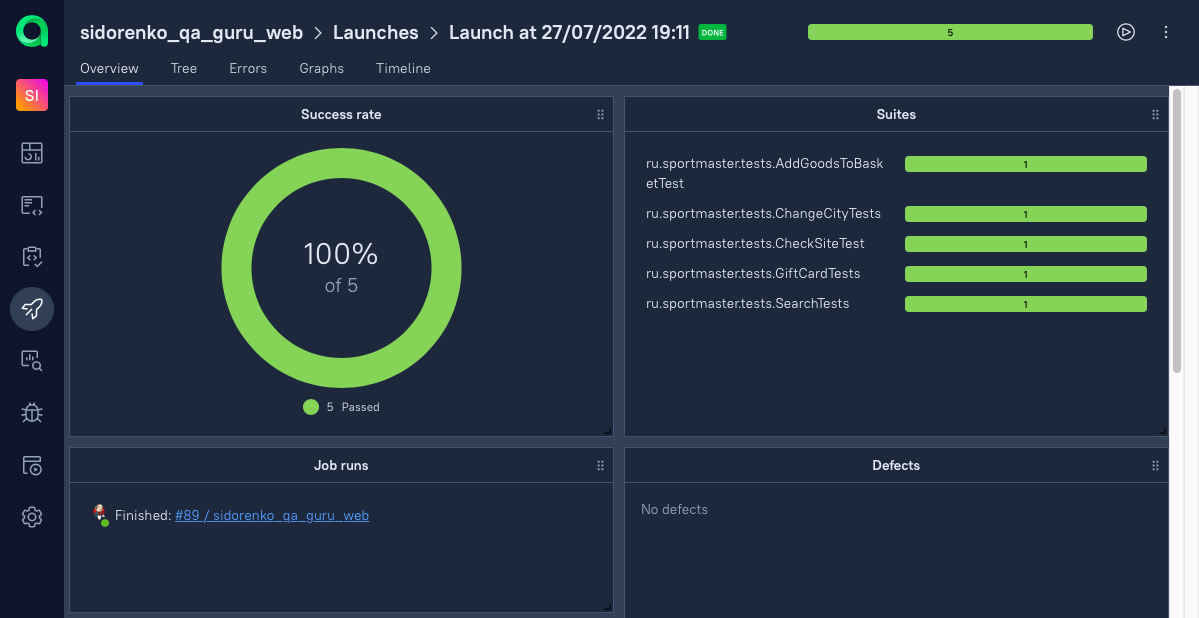 sidorenko_qa_guru_web > Launches > Launch at 27/07/2022 19:11 DONE
5
Overview Tree Errors Graphs Timeline
SI
Success rate
100%
of 5
5 Passed
Suites
ru.sportmaster.tests.AddGoodsToBask
etTest
1
ru.sportmaster.tests.ChangeCityTests 1
ru.sportmaster.tests.CheckSiteTest 1
ru.sportmaster.tests.GiftCardTests 1
ru.sportmaster.tests.SearchTests 1
Job runs
Finished: #89 / sidorenko_qa_guru_web
Defects
No defects